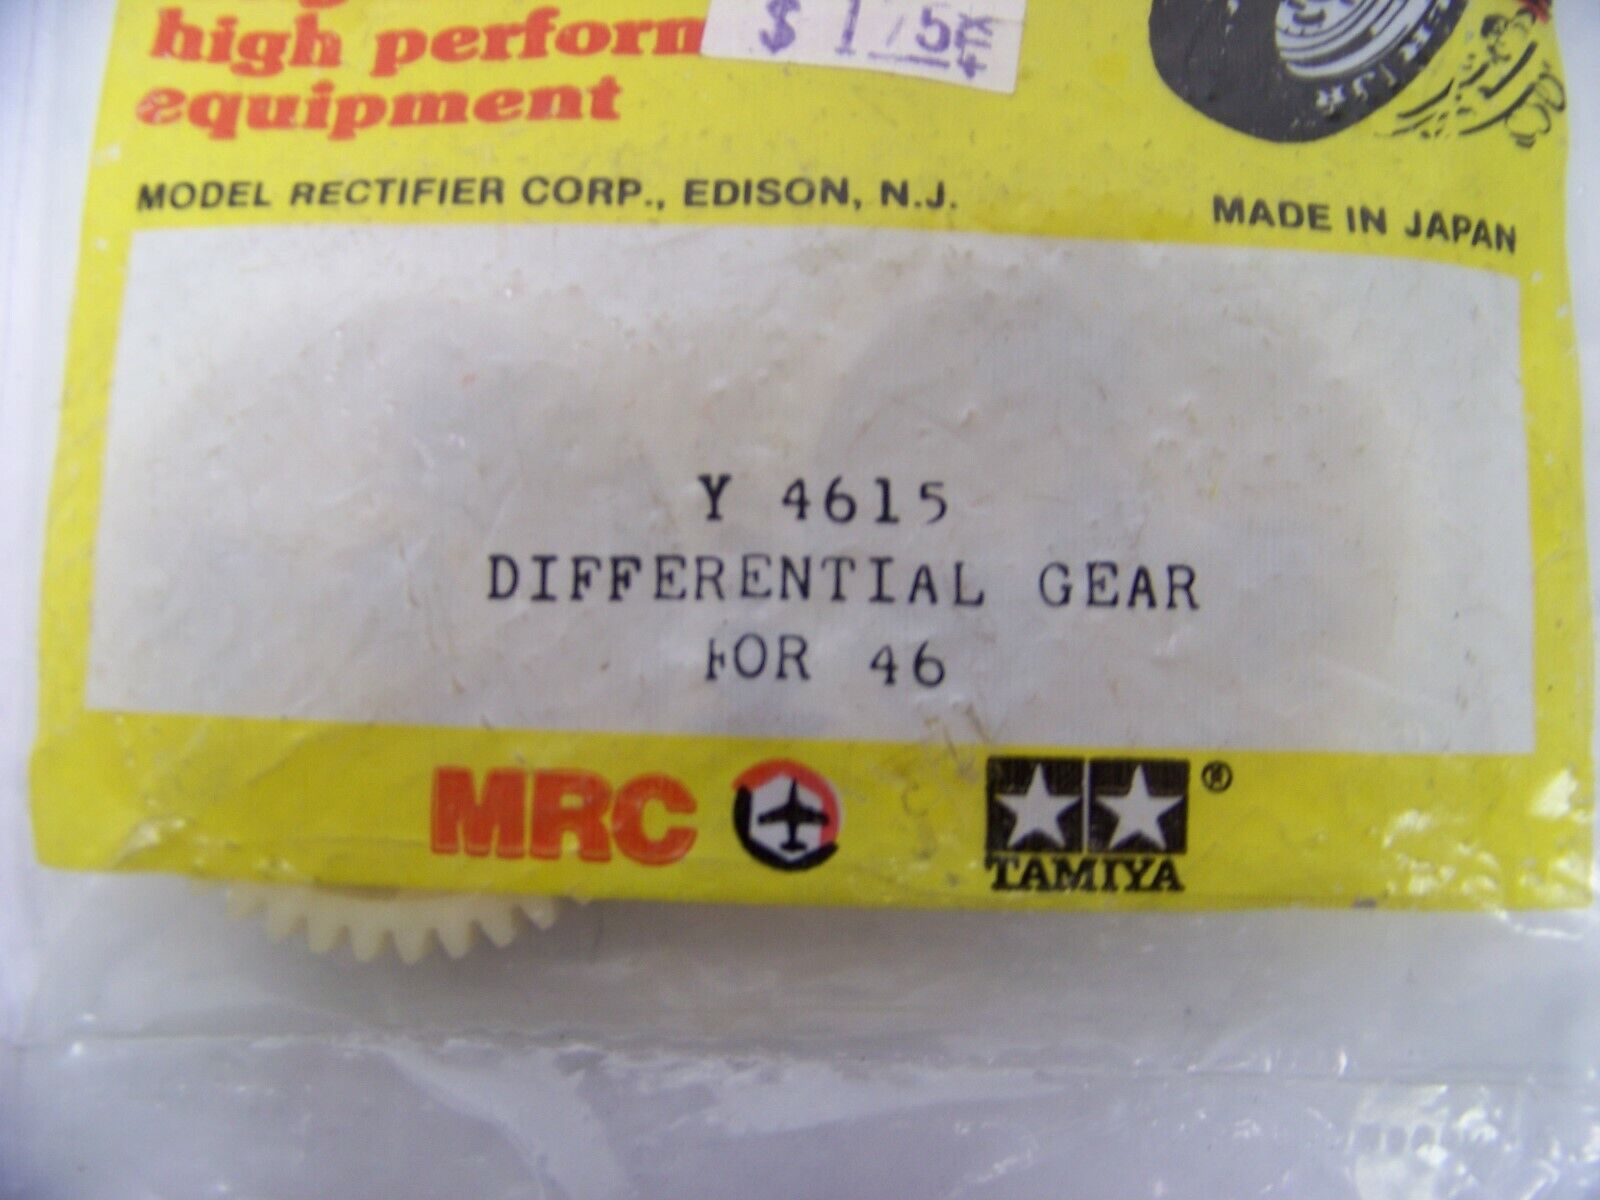 high perform
equipment
$ 1.75
MODEL RECTIFIER CORP., EDISON, N.J.
MADE IN JAPAN
Y 4615
DIFFERENTIAL GEAR
FOR 46
MRC
TAMIYA
®